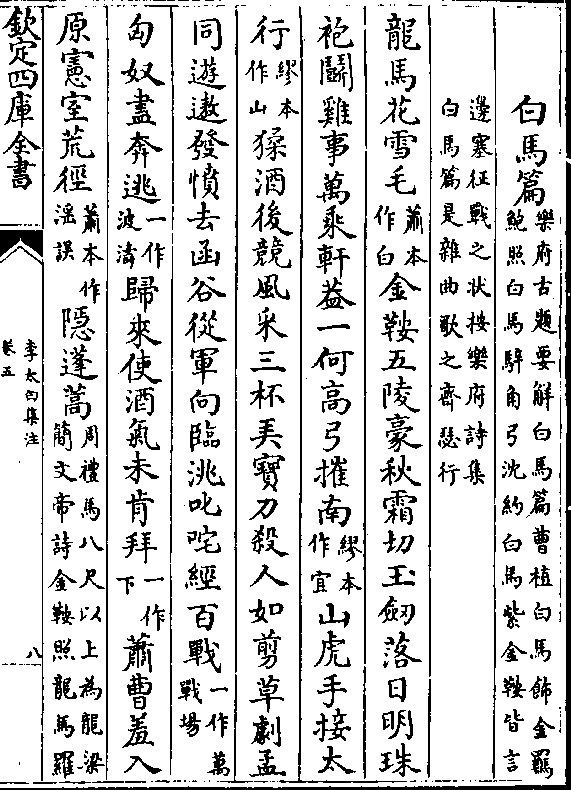 白馬篇樂府古題要解白馬篇曹植白馬飾金羈
鮑照白馬騂角弓沈約白馬紫金鞍皆言
邊塞征戰之狀按樂府詩集
白馬篇是雜曲歌之齊瑟行
龍馬花雪毛蕭本作白金鞍五陵豪秋霜切玉劒落日明珠
袍鬬雞事萬乘軒葢一何高弓摧南繆本作宜山虎手接太
行繆本作山猱酒後競風采三杯弄寶刀殺人如剪草劇孟
同遊遨發憤去函谷從軍向臨洮叱咤經百戰一作萬戰場
匈奴盡奔逃一作波濤歸來使酒氣未肯拜一作下蕭曹羞入
原憲室荒徑蕭本作滛誤隱蓬蒿周禮馬八尺以上為龍梁
簡文帝詩金鞍照龍馬羅
欽定四庫全書
李太白集注
卷五
八